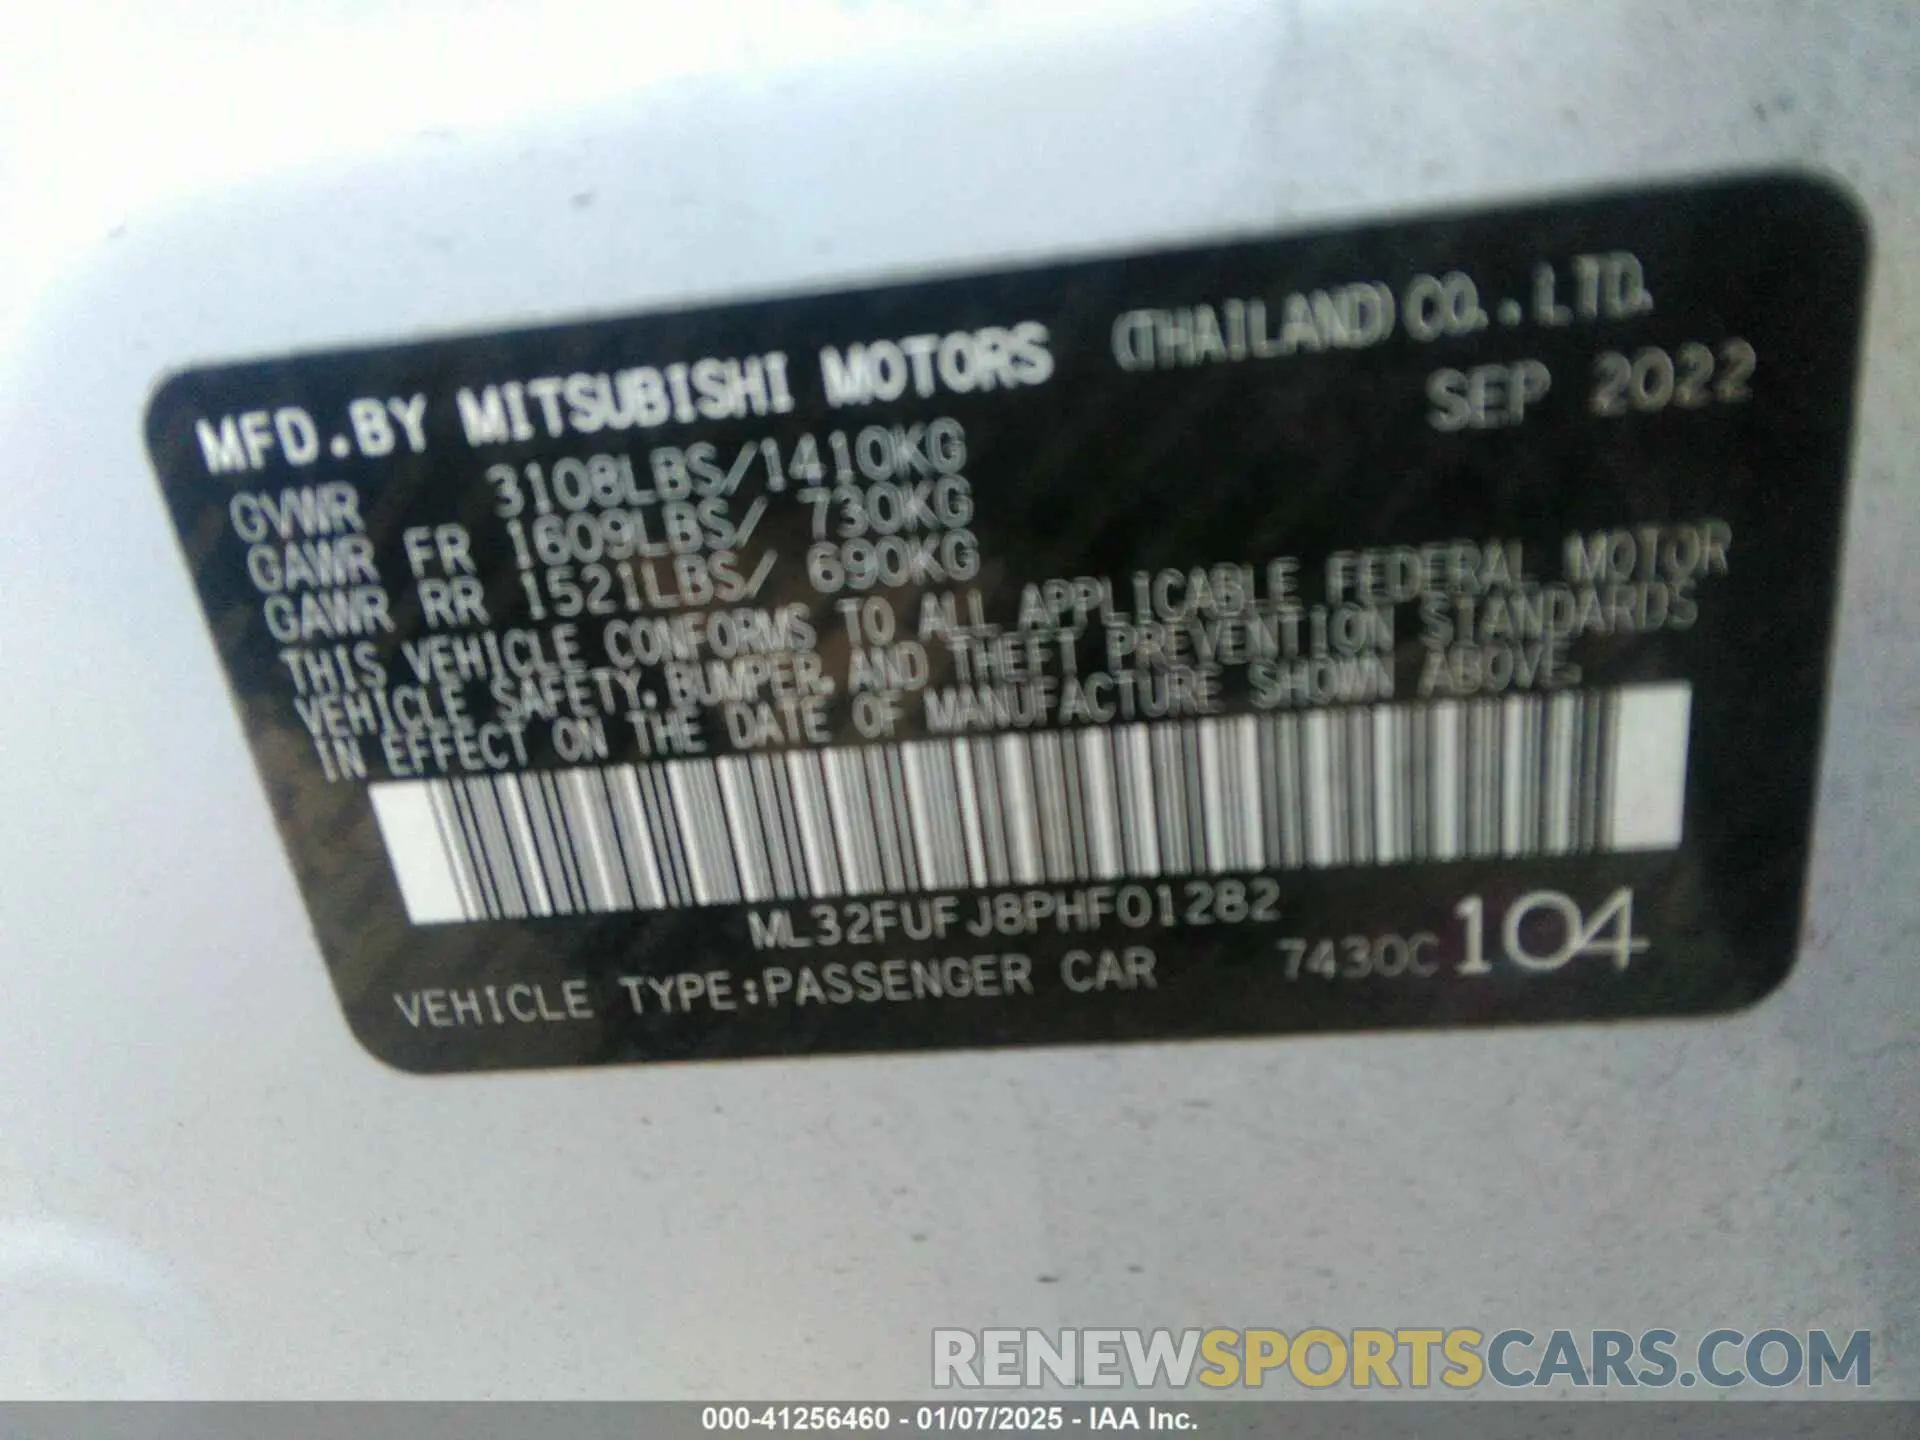 MFD.BY MITSUBISHI MOTORS (THAILAND) CO.,LTD.
SEP 2022
GVWR 3108LBS/1410KG
GAWR FR 1609LBS/ 730KG
GAWR RR 1521LBS/ 690KG
THIS VEHICLE CONFORMS TO ALL APPLICABLE FEDERAL MOTOR
VEHICLE SAFETY, BUMPER, AND THEFT PREVENTION STANDARDS
IN EFFECT ON THE DATE OF MANUFACTURE SHOWN ABOVE.
ML32FUFJ8PHF01282
VEHICLE TYPE:PASSENGER CAR 7430C 104
RENEWSPORTSCARS.COM
000-41256460 - 01/07/2025 - IAA Inc.